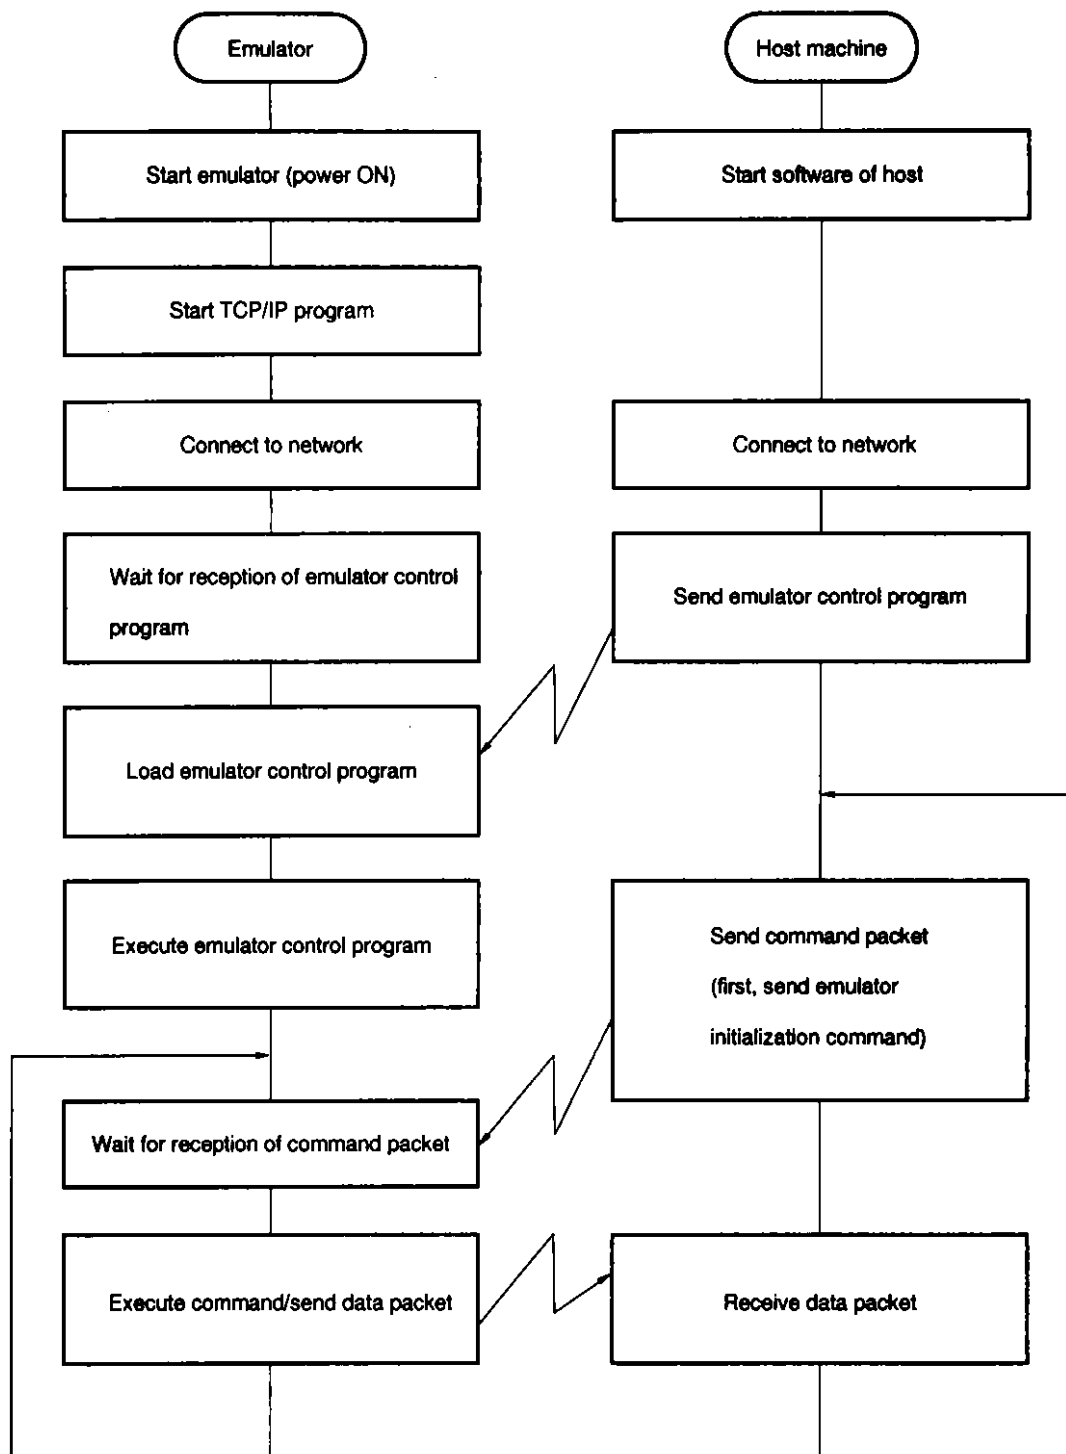 Emulator
Host machine
Start emulator (power ON)
Start software of host
Start TCP/IP program
Connect to network
Connect to network
Wait for reception of emulator control
program
Send emulator control program
Load emulator control program
Execute emulator control program
Send command packet
(first, send emulator
initialization command)
Wait for reception of command packet
Execute command/send data packet
Receive data packet